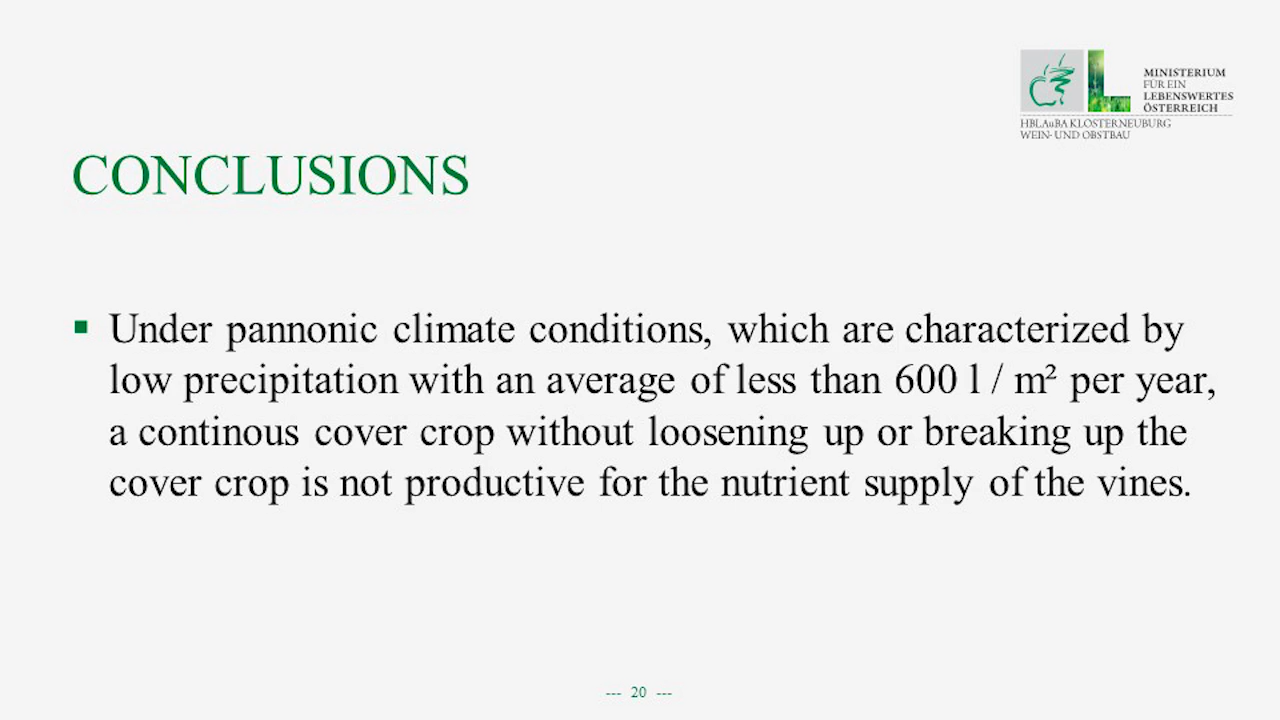 MINISTERIUM
FÜR EIN
LEBENSWERTES
ÖSTERREICH
HBLAuBA KLOSTERNEUBURG
WEIN- UND OBSTBAU
CONCLUSIONS
▪ Under pannonic climate conditions, which are characterized by
low precipitation with an average of less than 600 l / m² per year,
a continous cover crop without loosening up or breaking up the
cover crop is not productive for the nutrient supply of the vines.
--- 20 ---